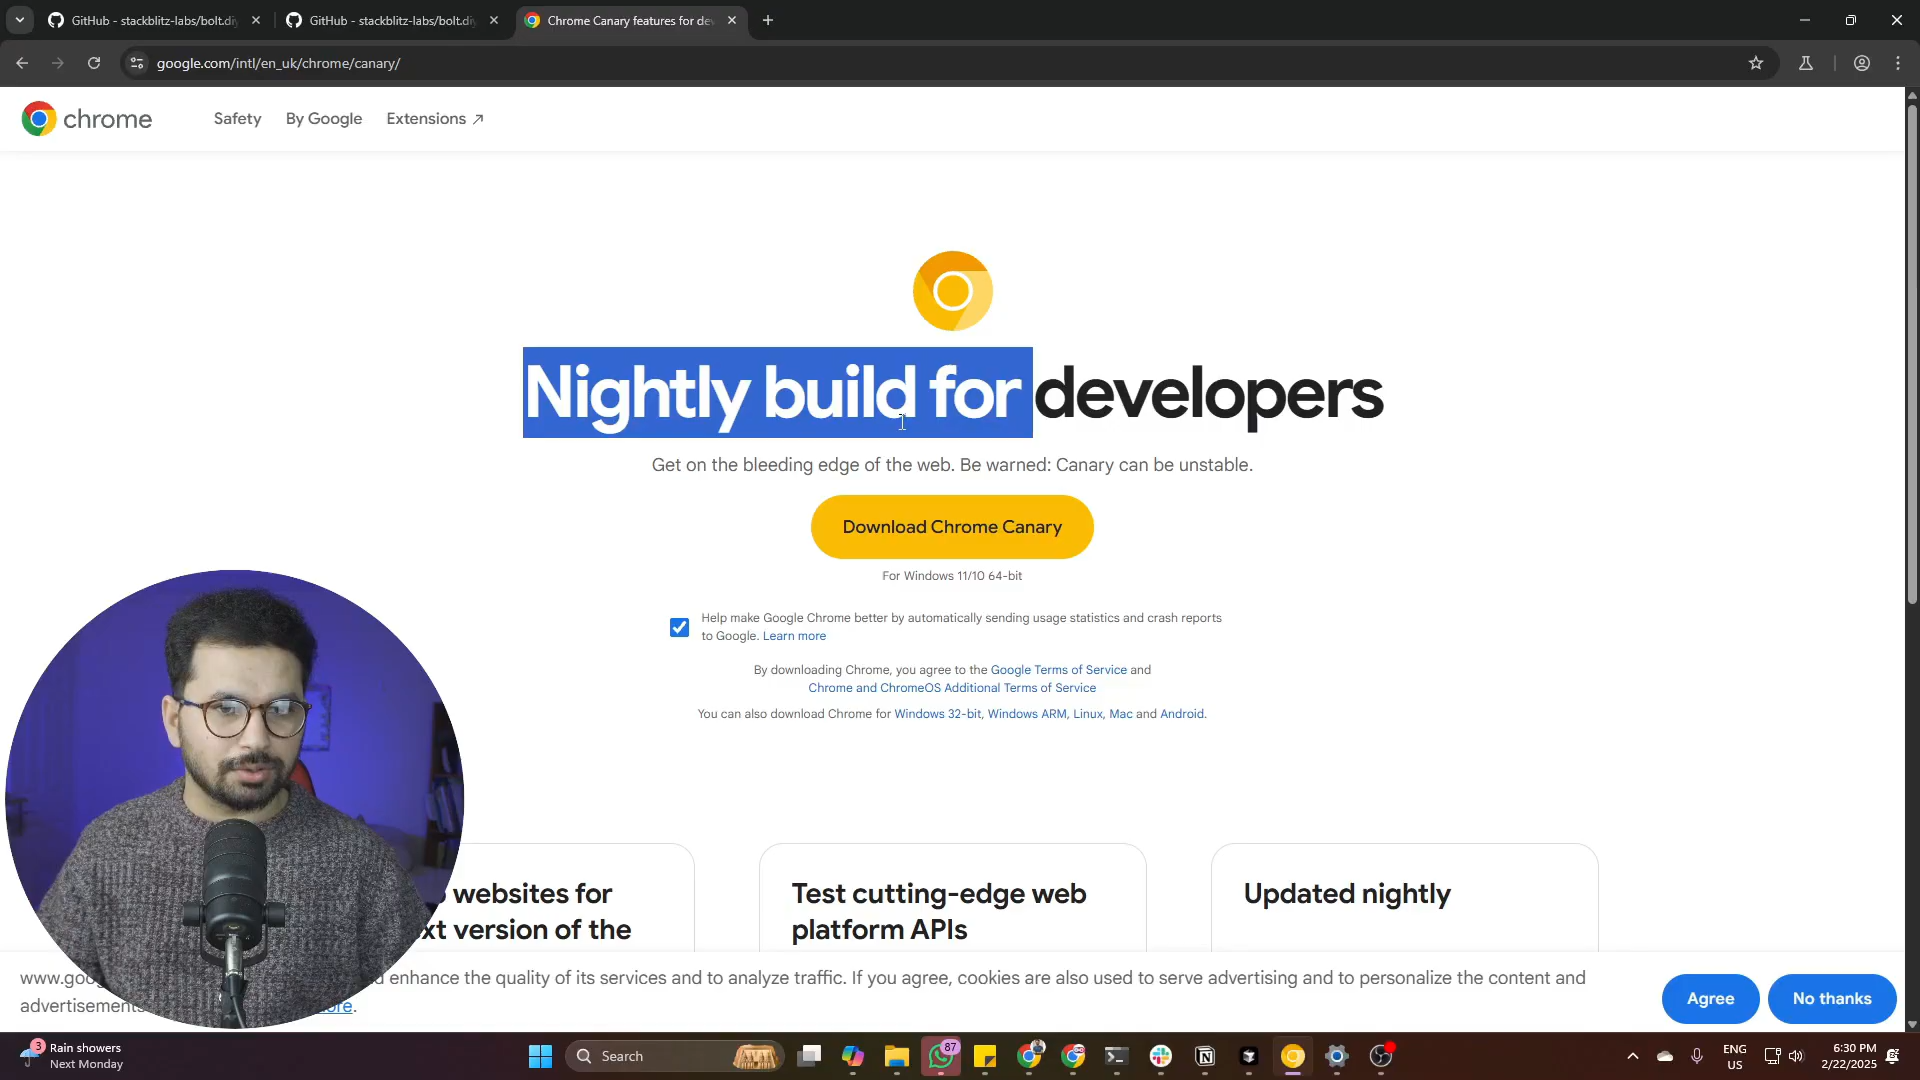 GitHub - stackblitz-labs/bolt.di
GitHub - stackblitz-labs/bolt.di
Chrome Canary features for de
google.com/intl/en_uk/chrome/canary/
chrome
Safety
By Google
Extensions
Nightly build for developers
Get on the bleeding edge of the web. Be warned: Canary can be unstable.
Download Chrome Canary
For Windows 11/10 64-bit
Help make Google Chrome better by automatically sending usage statistics and crash reports
to Google. Learn more
By downloading Chrome, you agree to the Google Terms of Service and
Chrome and ChromeOS Additional Terms of Service
You can also download Chrome for Windows 32-bit, Windows ARM, Linux, Mac and Android.
websites for
xt version of the
Test cutting-edge web
platform APIs
Updated nightly
www.goo
enhance the quality of its services and to analyze traffic. If you agree, cookies are also used to serve advertising and to personalize the content and
advertisement
ore.
Agree
No thanks
3
Rain showers
Next Monday
Search
87
ENG
US
6:30 PM
2/22/2025